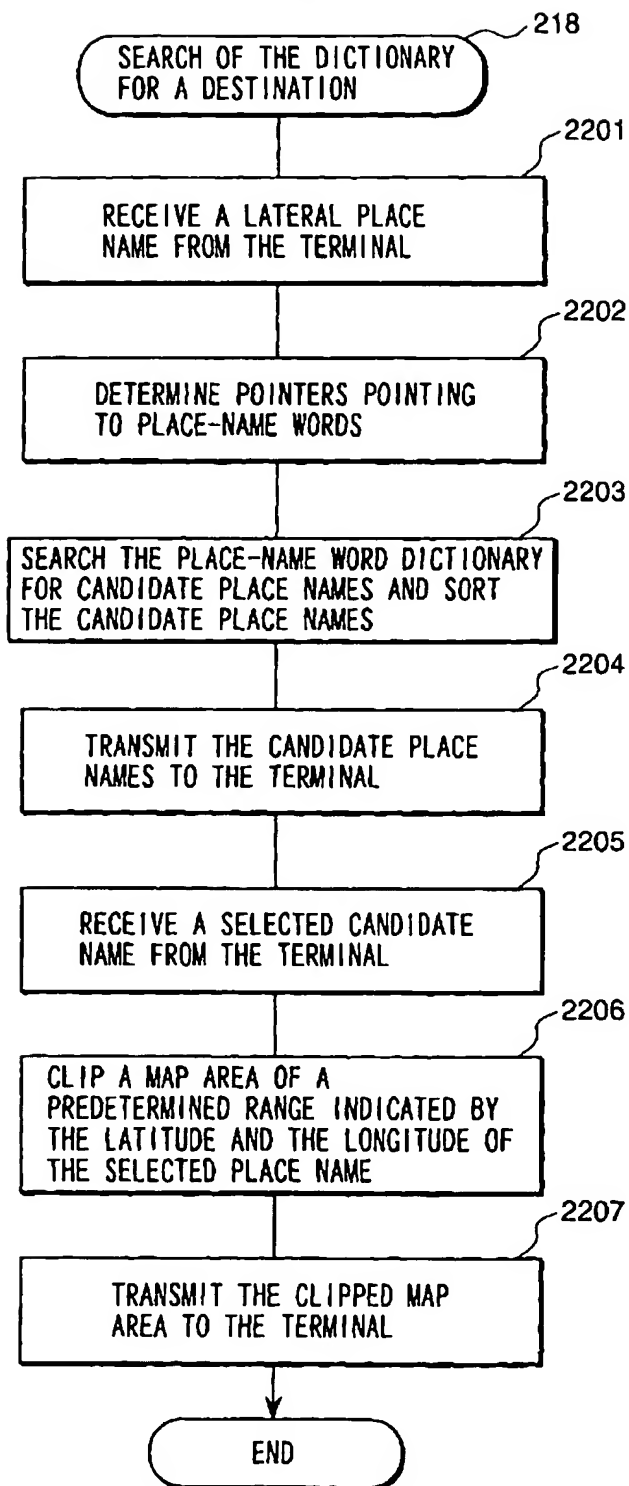 218
SEARCH OF THE DICTIONARY
FOR A DESTINATION
2201
RECEIVE A LATERAL PLACE
NAME FROM THE TERMINAL
2202
DETERMINE POINTERS POINTING
TO PLACE-NAME WORDS
2203
SEARCH THE PLACE-NAME WORD DICTIONARY
FOR CANDIDATE PLACE NAMES AND SORT
THE CANDIDATE PLACE NAMES
2204
TRANSMIT THE CANDIDATE PLACE
NAMES TO THE TERMINAL
2205
RECEIVE A SELECTED CANDIDATE
NAME FROM THE TERMINAL
2206
CLIP A MAP AREA OF A
PREDETERMINED RANGE INDICATED BY
THE LATITUDE AND THE LONGITUDE OF
THE SELECTED PLACE NAME
2207
TRANSMIT THE CLIPPED MAP
AREA TO THE TERMINAL
END